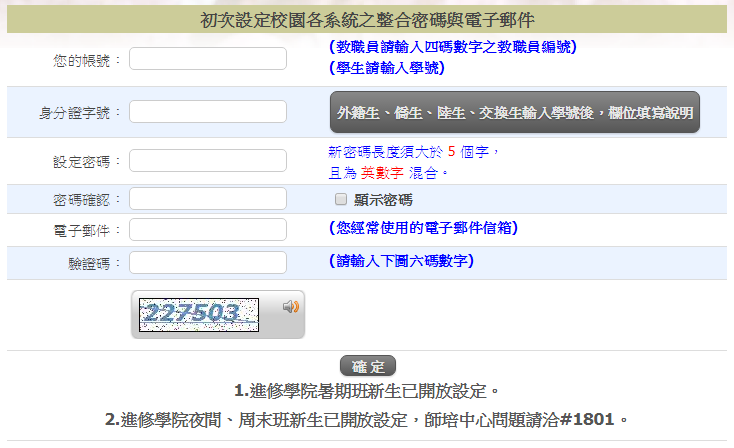 初次設定校園各系統之整合密碼與電子郵件
您的帳號：
(教職員請輸入四碼數字之教職員編號)
(學生請輸入學號)
身分證字號：
外籍生、僑生、陸生、交換生輸入學號後，欄位填寫說明
設定密碼：
新密碼長度須大於 5 個字，
且為 英數字 混合。
密碼確認：
顯示密碼
電子郵件：
(您經常使用的電子郵件信箱)
驗證碼：
(請輸入下圖六碼數字)
227503
確定
1.進修學院暑期班新生已開放設定。
2.進修學院夜間、周末班新生已開放設定，師培中心問題請洽#1801。